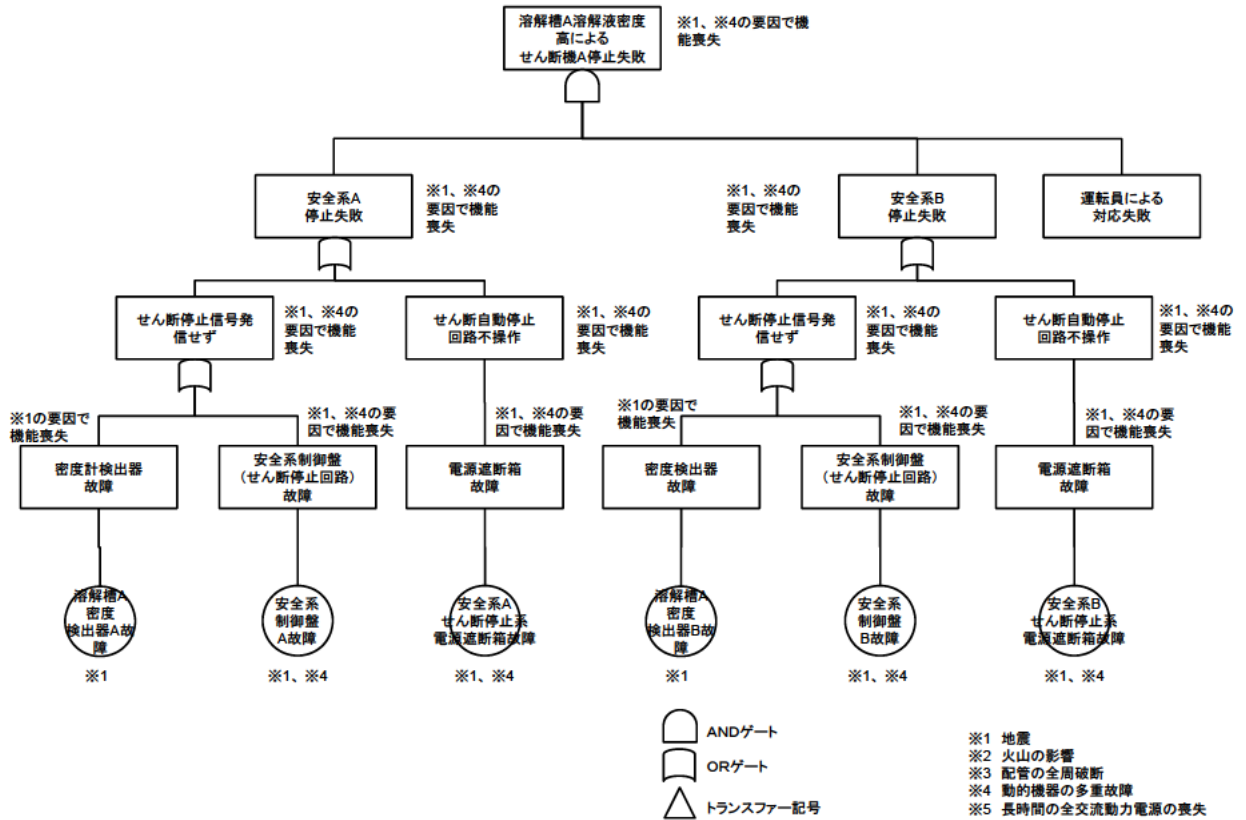 溶解槽A溶解液密度
高による
せん断機A停止失敗
※1、※4の要因で機
能喪失
安全系A
停止失敗
※1、※4の
要因で機能
喪失
※1、※4の
要因で機能
喪失
安全系B
停止失敗
運転員による
対応失敗
せん断停止信号発
信せず
※1、※4の
要因で機能
喪失
せん断自動停止
回路不操作
※1、※4の
要因で機能
喪失
せん断停止信号発
信せず
※1、※4の
要因で機能
喪失
せん断自動停止
回路不操作
※1、※4の
要因で機能
喪失
※1の要因で
機能喪失
※1、※4の要
因で機能喪失
※1、※4の要
因で機能喪失
※1の要因で
機能喪失
※1、※4の要
因で機能喪失
※1、※4の要
因で機能喪失
密度計検出器
故障
安全系制御盤
(せん断停止回路)
故障
電源遮断箱
故障
密度検出器
故障
安全系制御盤
(せん断停止回路)
故障
電源遮断箱
故障
溶解槽A
密度
検出器A故
障
安全系
制御盤
A故障
安全系A
せん断停止系
電源遮断箱故障
溶解槽A
密度
検出器B故
障
安全系
制御盤
B故障
安全系B
せん断停止系
電源遮断箱故障
※1
※1、※4
※1、※4
※1
※1、※4
※1、※4
ANDゲート
ORゲート
トランスファー記号
※1 地震
※2 火山の影響
※3 配管の全周破断
※4 動的機器の多重故障
※5 長時間の全交流動力電源の喪失